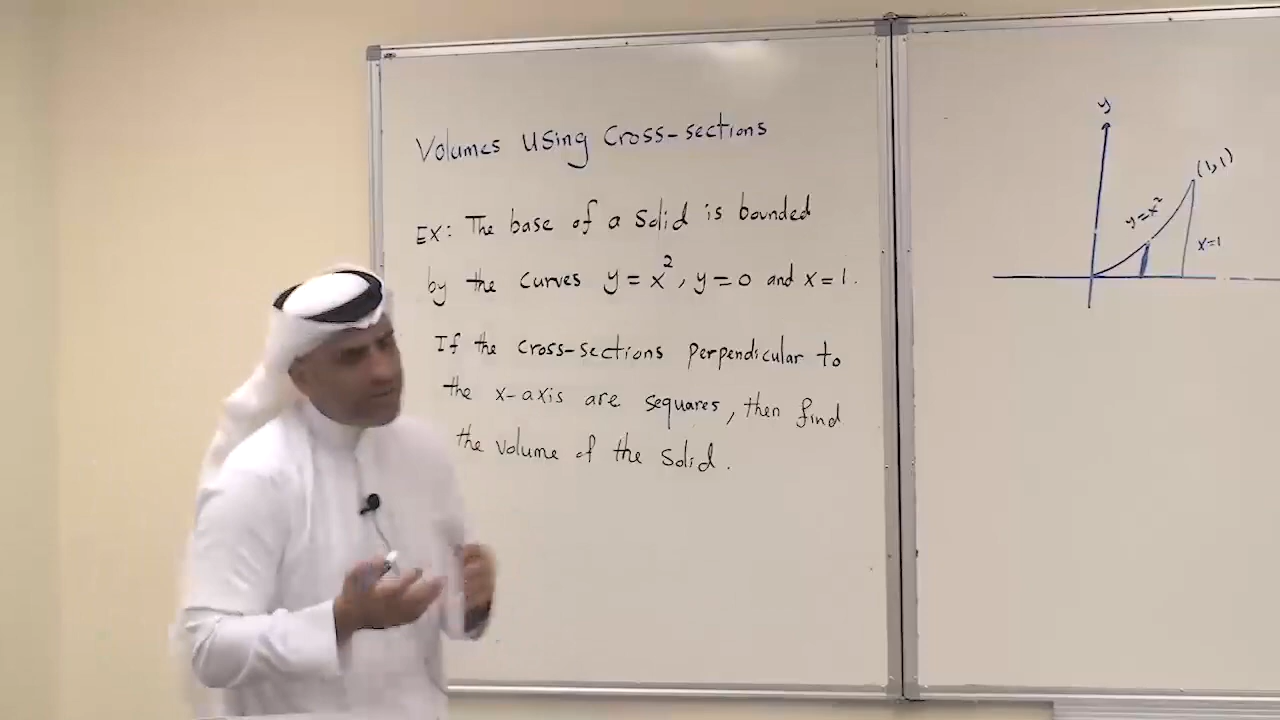 Volumes using cross-sections
EX: The base of a solid is bounded
by the curves y = x², y = 0 and x = 1.
If the cross-sections perpendicular to
the x-axis are sequares, then find
the volume of the solid.
y
(1,1)
y = x²
x=1